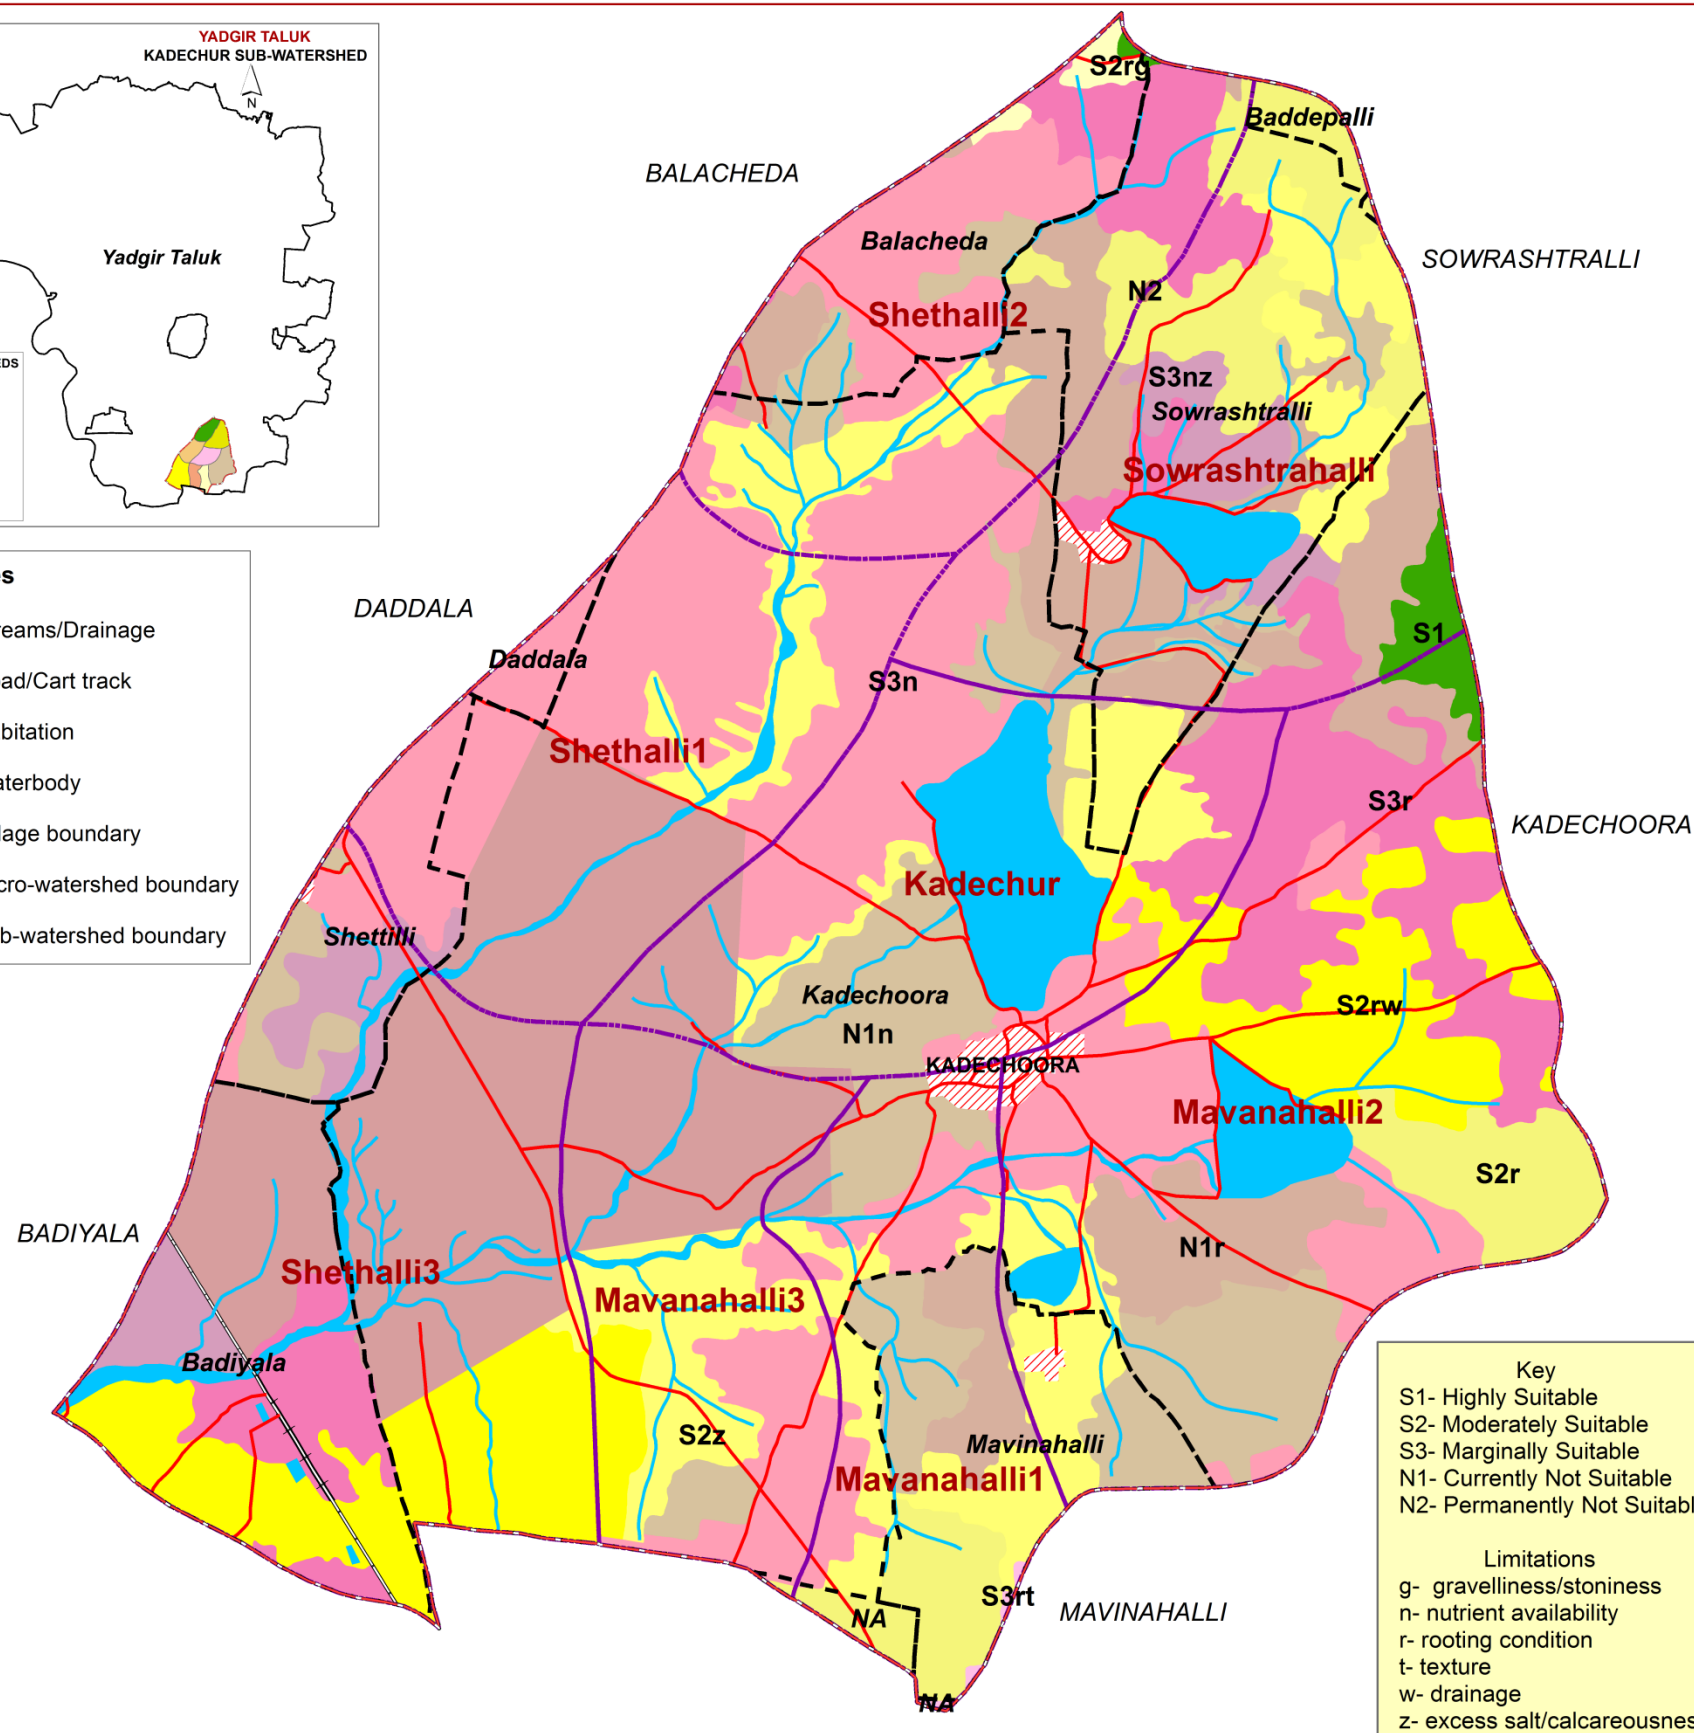 YADGIR TALUK
KADECHUR SUB-WATERSHED
N
Yadgir Taluk
EDS
S2rg
Baddepalli
BALACHEDA
Balacheda
SOWRASHTRALLI
N2
Shethalli2
S3nz
Sowrashtralli
Sowrashtrahalli
es
reams/Drainage
ad/Cart track
bitation
aterbody
lage boundary
cro-watershed boundary
b-watershed boundary
DADDALA
Daddala
S1
S3n
Shethalli1
S3r
KADECHOORA
Kadechur
Shettilli
Kadechoora
N1n
S2rw
KADECHOORA
Mavanahalli2
S2r
BADIYALA
N1r
Shethalli3
Mavanahalli3
Badiyala
S2z
Mavinahalli
Mavanahalli1
S3rt
MAVINAHALLI
NA
NA
Key
S1- Highly Suitable
S2- Moderately Suitable
S3- Marginally Suitable
N1- Currently Not Suitable
N2- Permanently Not Suitabl
Limitations
g- gravelliness/stoniness
n- nutrient availability
r- rooting condition
t- texture
w- drainage
z- excess salt/calcareousnes